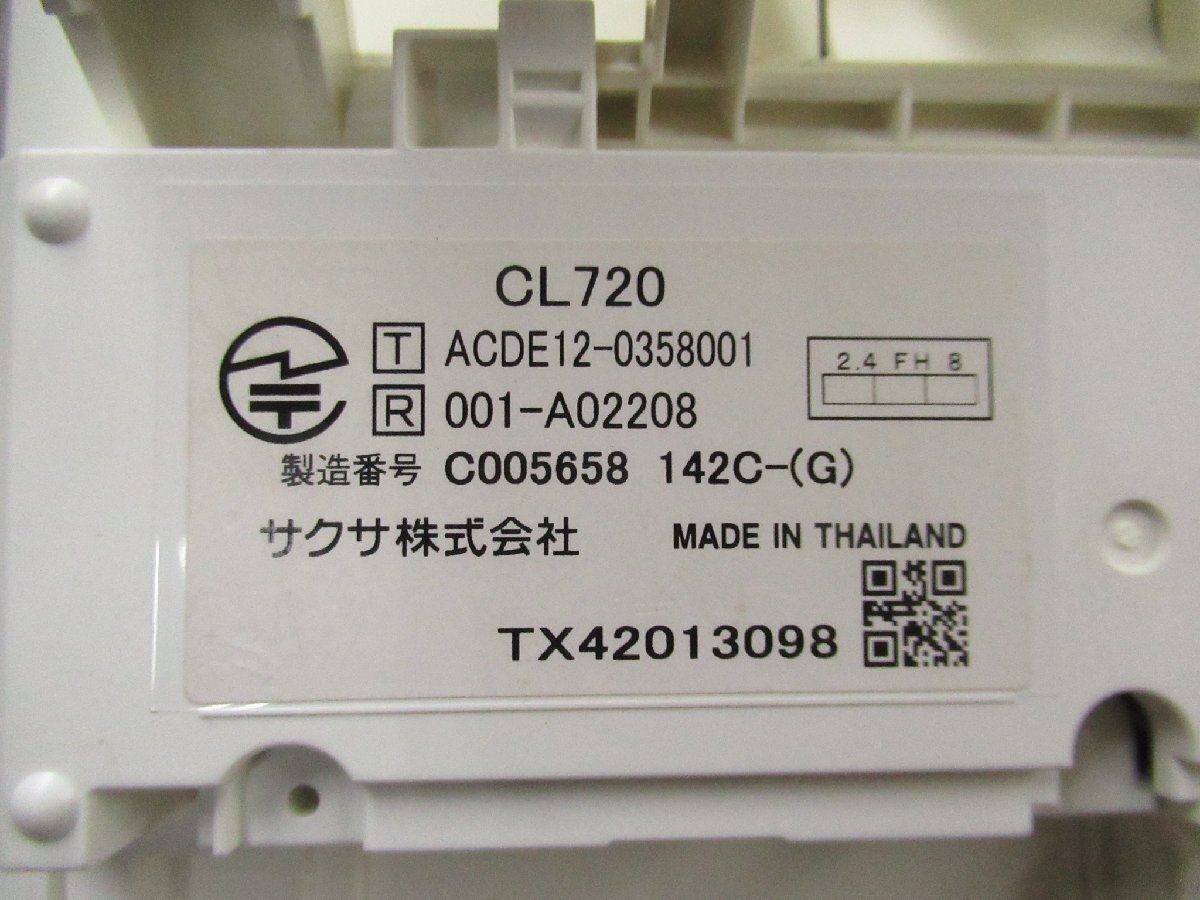 CL720
T ACDE12-0358001
R 001-A02208
2.4 FH 8
製造番号 C005658 142C-(G)
サクサ株式会社 MADE IN THAILAND
TX42013098